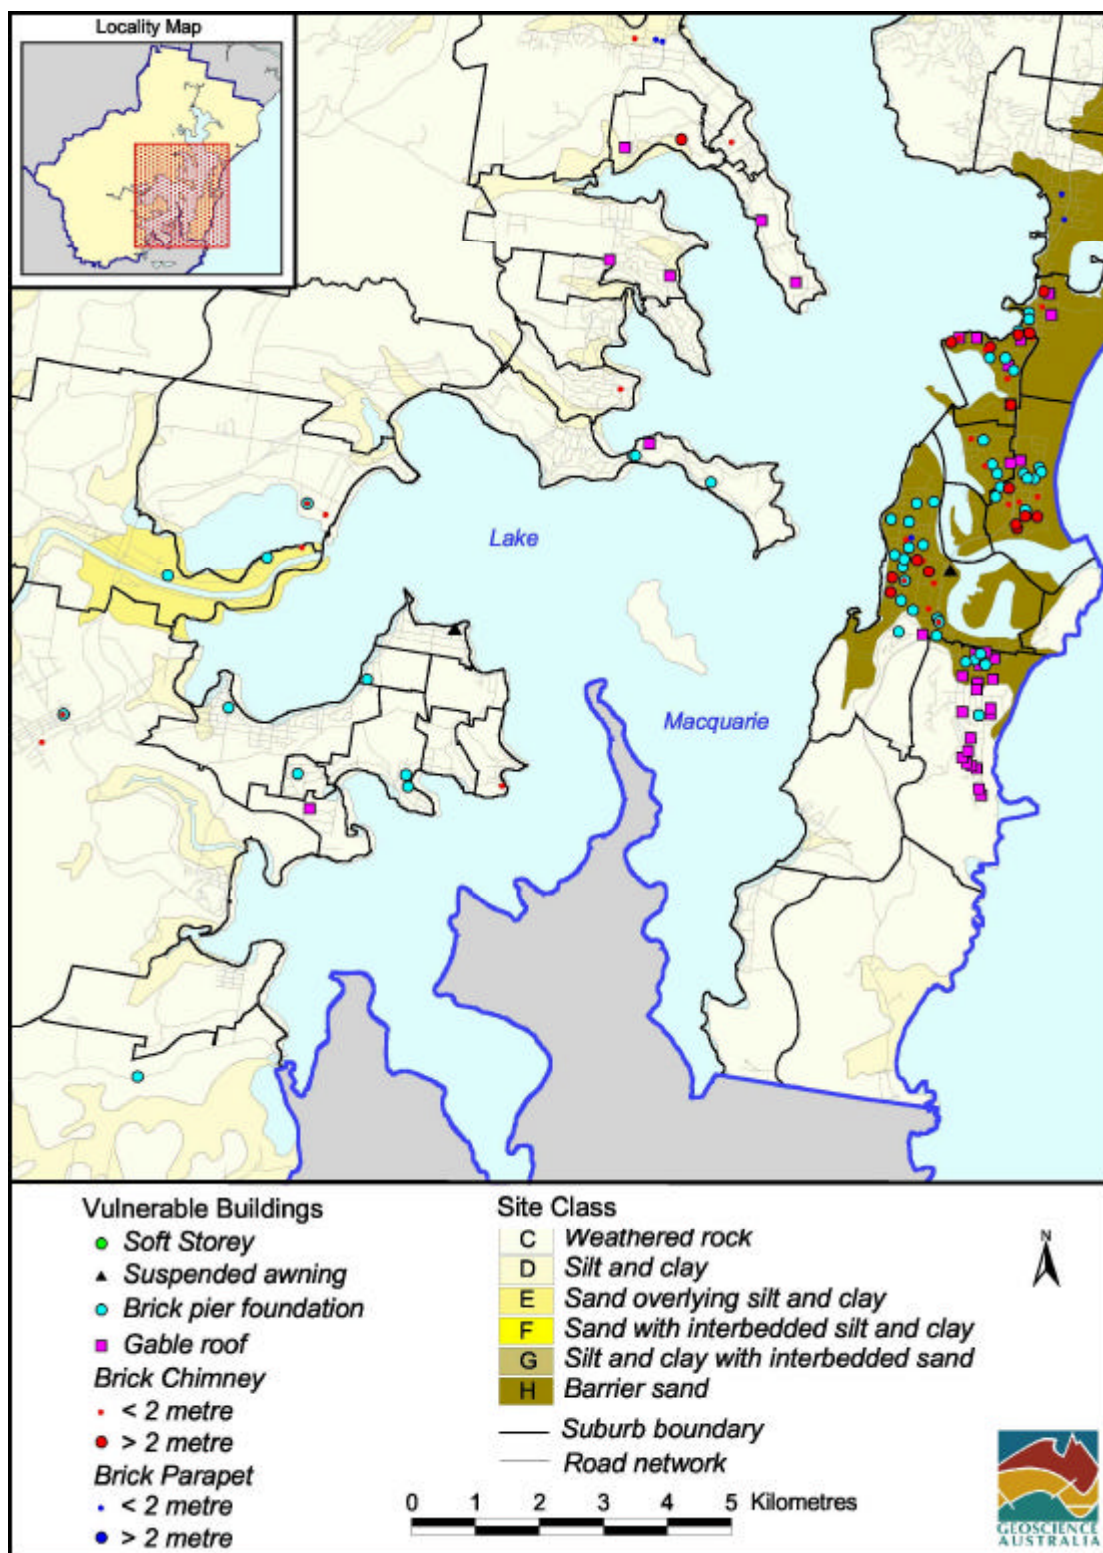 Locality Map
Lake
Macquarie
Vulnerable Buildings
Soft Storey
Suspended awning
Brick pier foundation
Gable roof
Brick Chimney
< 2 metre
> 2 metre
Brick Parapet
< 2 metre
> 2 metre
Site Class
C Weathered rock
D Silt and clay
E Sand overlying silt and clay
F Sand with interbedded silt and clay
G Silt and clay with interbedded sand
H Barrier sand
Suburb boundary
Road network
0 1 2 3 4 5 Kilometres
N
GEOSCIENCE
AUSTRALIA